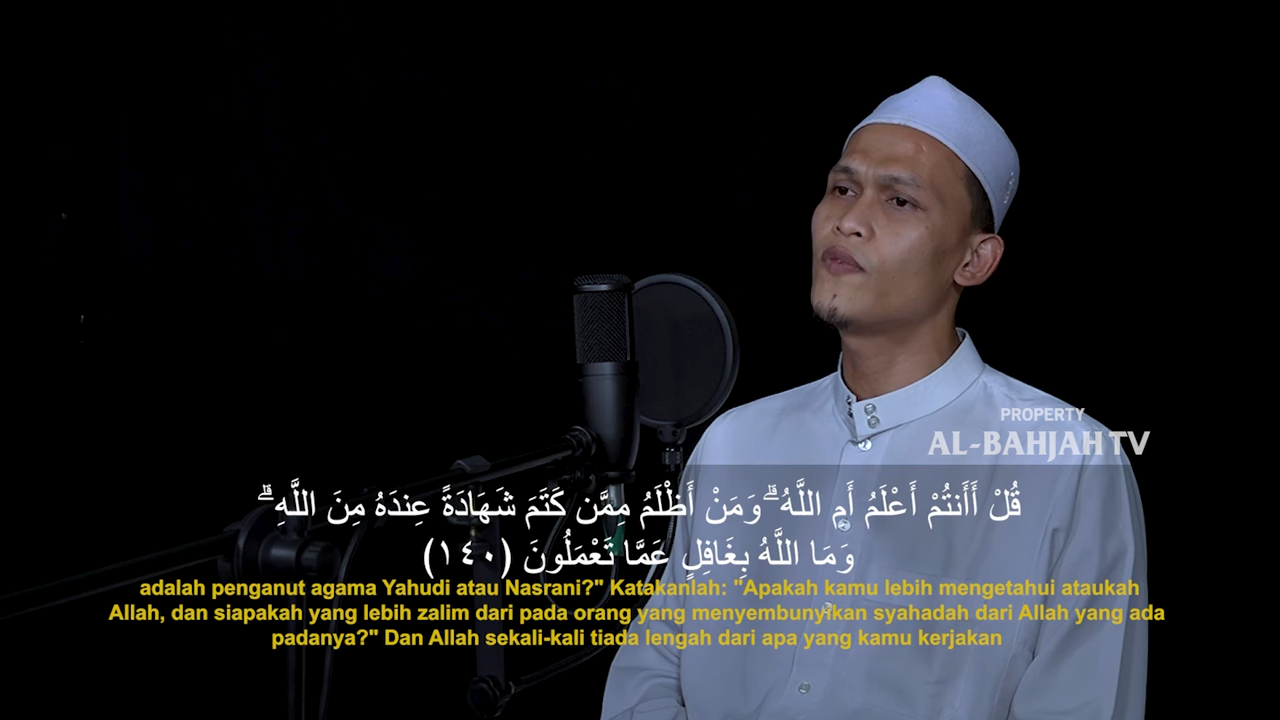 PROPERTY
AL-BAHJAH TV
قُلْ أَأَنتُمْ أَعْلَمُ أَمِ اللَّهُ ۗ وَمَنْ أَظْلَمُ مِمَّن كَتَمَ شَهَادَةً عِندَهُ مِنَ اللَّهِ ۗ
وَمَا اللَّهُ بِغَافِلٍ عَمَّا تَعْمَلُونَ (١٤٠)
adalah penganut agama Yahudi atau Nasrani?" Katakanlah: "Apakah kamu lebih mengetahui ataukah
Allah, dan siapakah yang lebih zalim dari pada orang yang menyembunyikan syahadah dari Allah yang ada
padanya?" Dan Allah sekali-kali tiada lengah dari apa yang kamu kerjakan